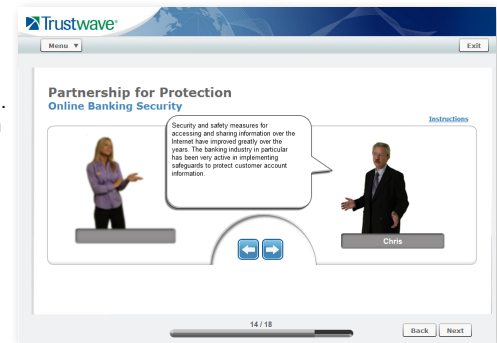 Trustwave®
Menu ▼
Exit
Partnership for Protection
Online Banking Security
Instructions
Security and safety measures for
accessing and sharing information over the
Internet have improved greatly over the
years. The banking industry in particular
has been very active in implementing
safeguards to protect customer account
information.
Chris
14 / 18
Back
Next